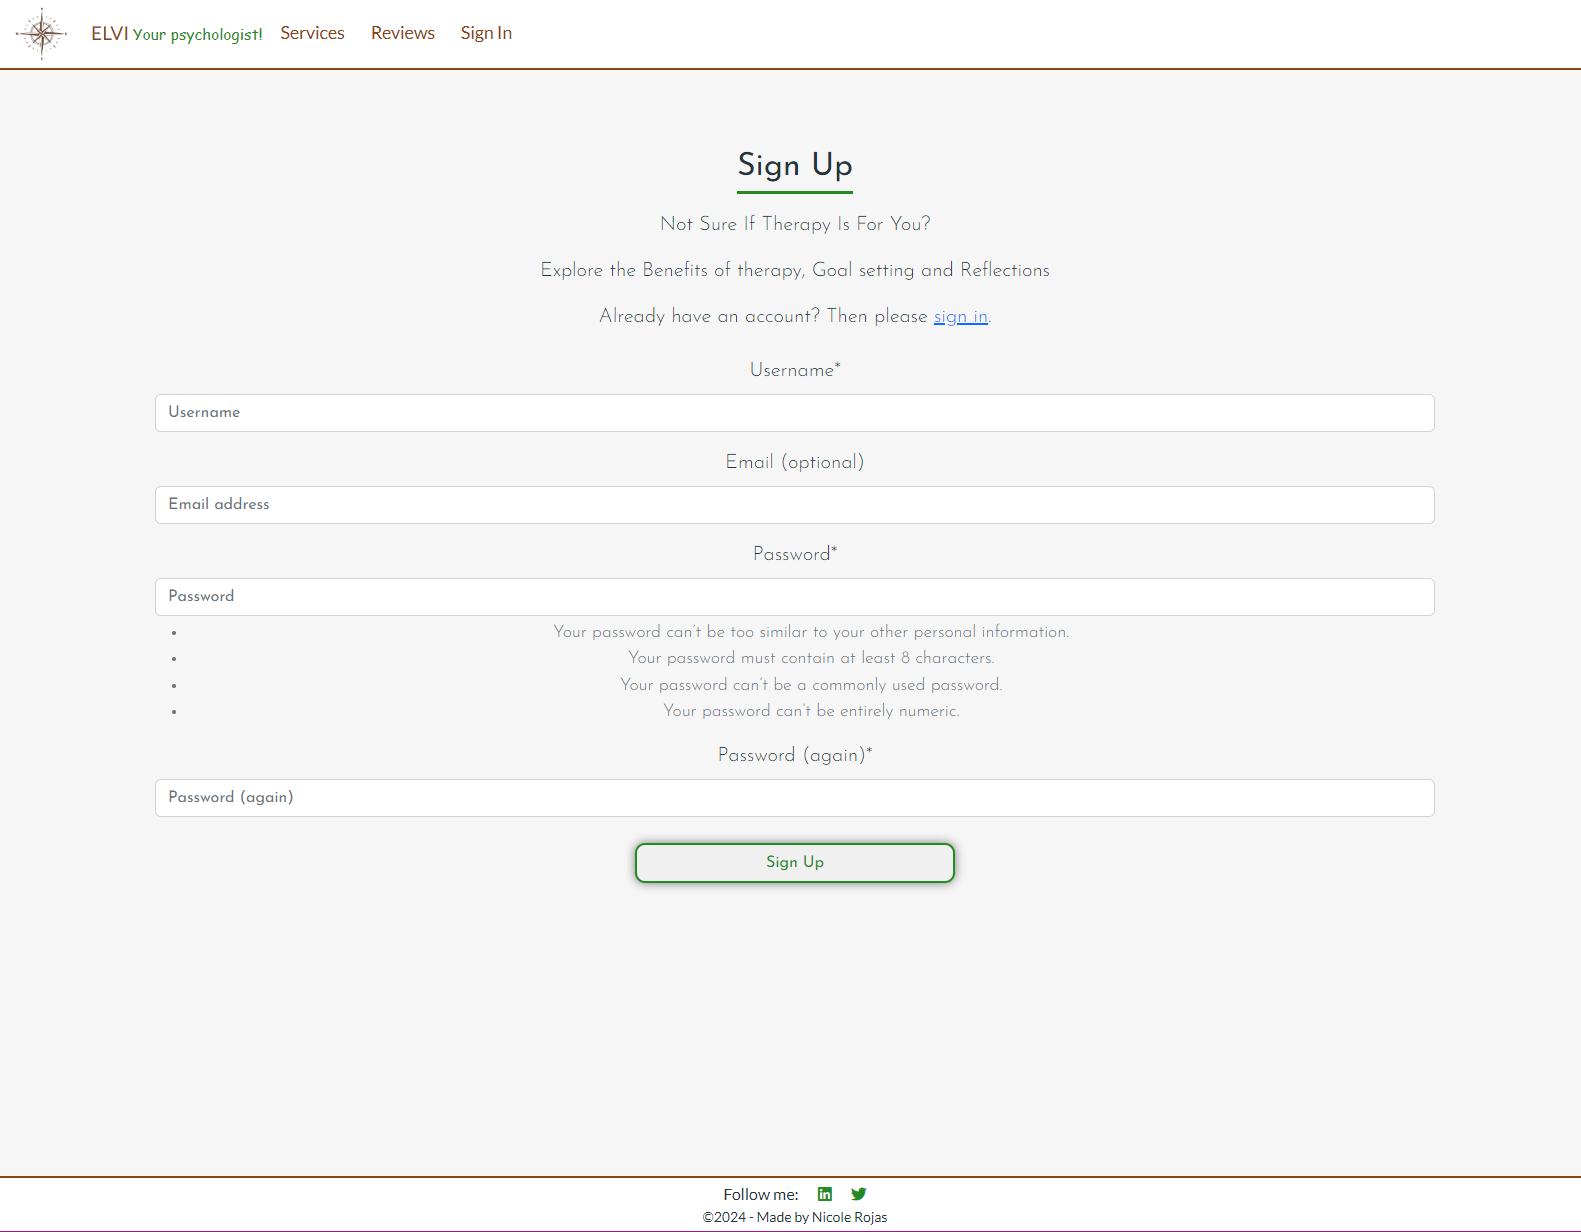 ELVI Your psychologist! Services Reviews Sign In
Sign Up
Not Sure If Therapy Is For You?
Explore the Benefits of therapy, Goal setting and Reflections
Already have an account? Then please sign in.
Username*
Username
Email (optional)
Email address
Password*
Password
• Your password can't be too similar to your other personal information.
• Your password must contain at least 8 characters.
• Your password can't be a commonly used password.
• Your password can't be entirely numeric.
Password (again)*
Password (again)
Sign Up
Follow me:
©2024 - Made by Nicole Rojas